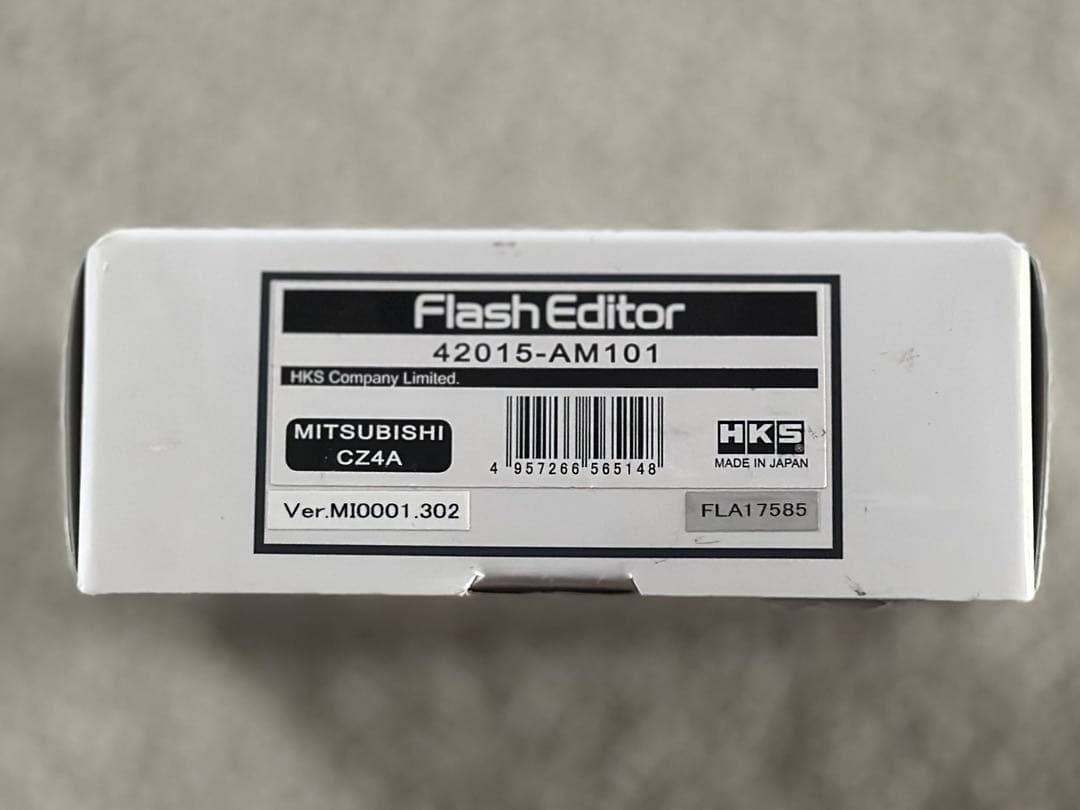 Flash Editor
42015-AM101
HKS Company Limited.
MITSUBISHI
CZ4A
4 957266 565148
HKS®
MADE IN JAPAN
Ver.MI0001.302
FLA17585